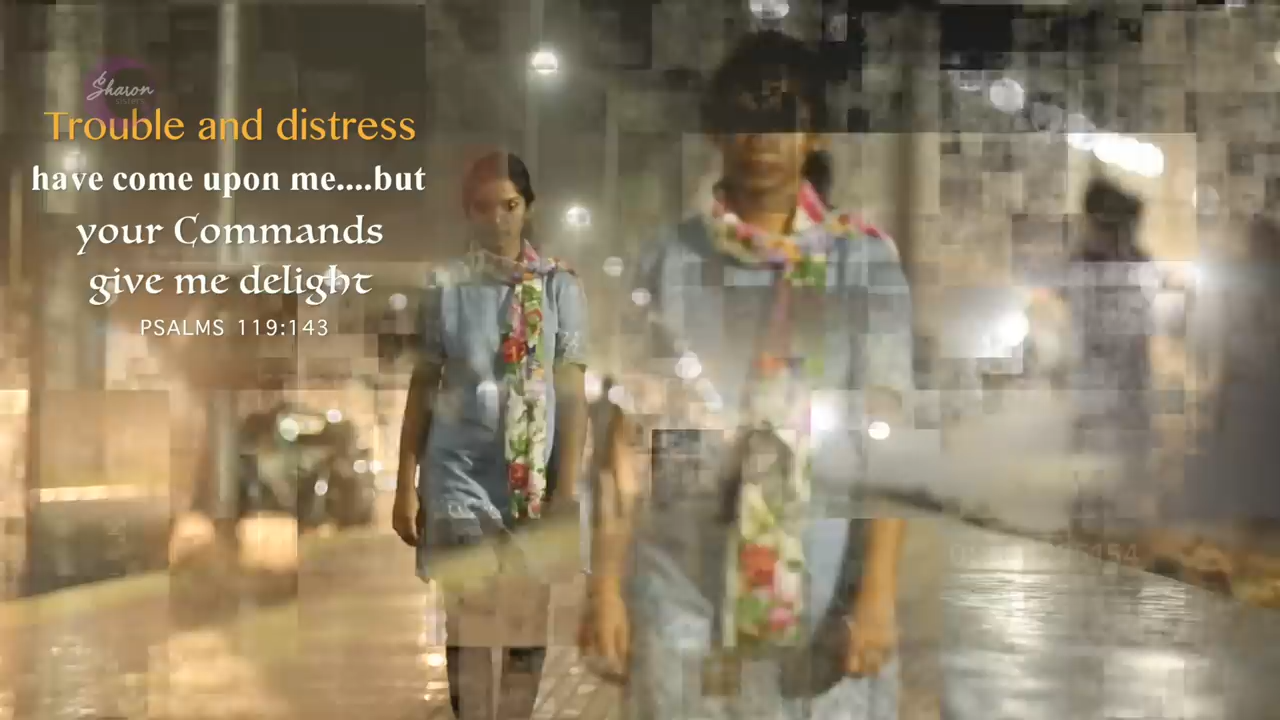 Sharon
Trouble and distress
have come upon me....but
your Commands
give me delight
PSALMS 119:143